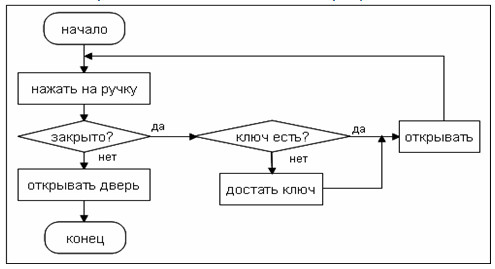 начало
нажать на ручку
закрыто?
да
ключ есть?
да
открывать
нет
нет
открывать дверь
достать ключ
конец